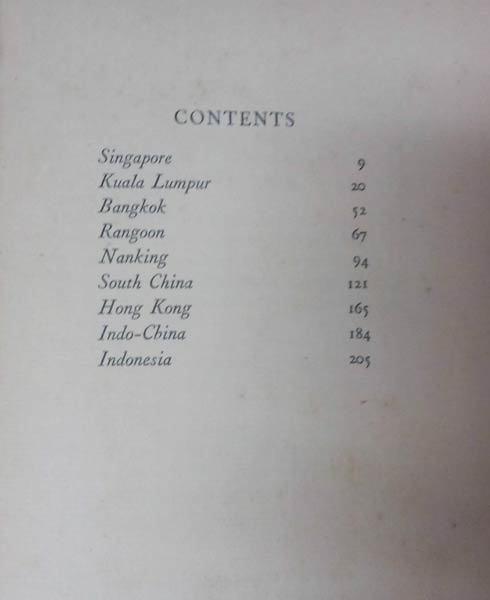 CONTENTS
Singapore 9
Kuala Lumpur 20
Bangkok 52
Rangoon 67
Nanking 94
South China 121
Hong Kong 165
Indo-China 184
Indonesia 205